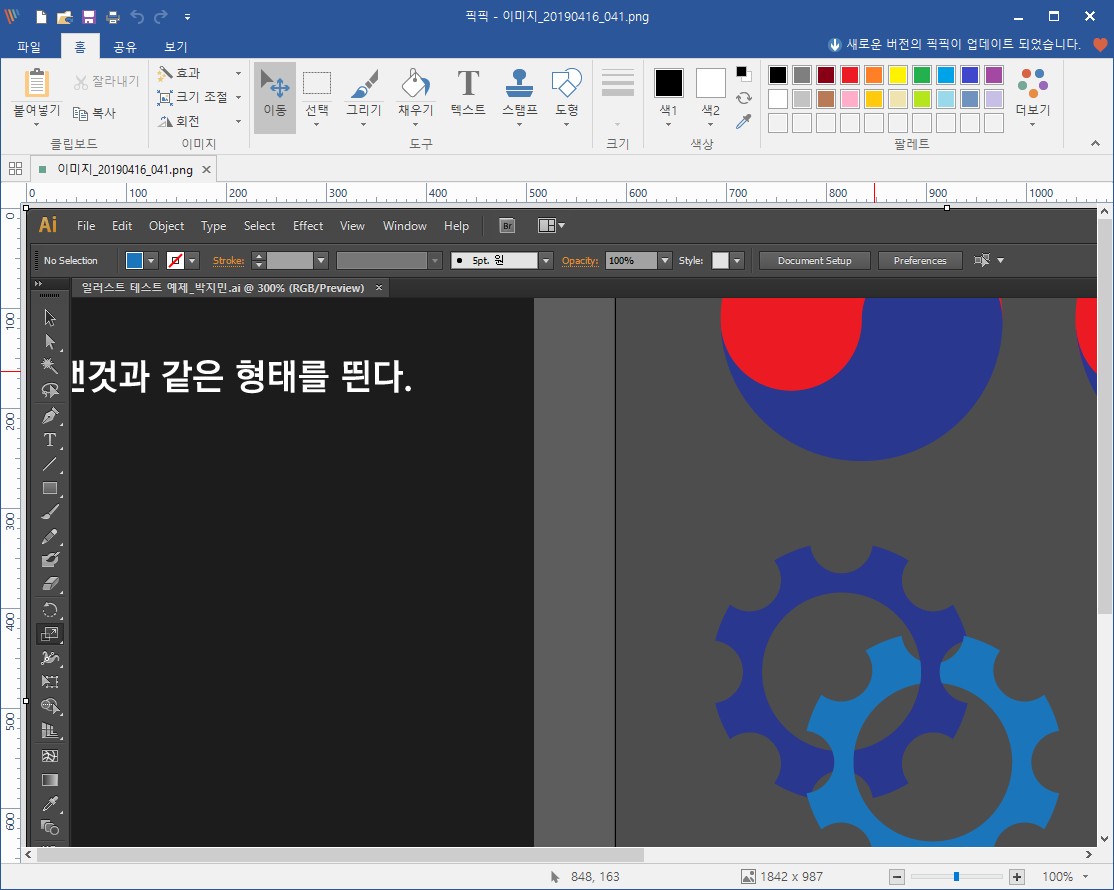 픽픽 - 이미지_20190416_041.png
파일 홈 공유 보기 새로운 버전의 픽픽이 업데이트 되었습니다.
붙여넣기 잘라내기 복사 클립보드
효과 크기 조절 회전 이미지
이동 선택 그리기 채우기 텍스트 스탬프 도형 도구
크기
색1 색2 색상
더보기 팔레트
이미지_20190416_041.png
0 100 200 300 400 500 600 700 800 900 1000
Ai File Edit Object Type Select Effect View Window Help Br
No Selection Stroke: 5pt. 원 Opacity: 100% Style: Document Setup Preferences
일러스트 테스트 예제_박지민.ai @ 300% (RGB/Preview)
0
100
200
300
400
500
600
것과 같은 형태를 띈다.
848, 163 1842 x 987 100%